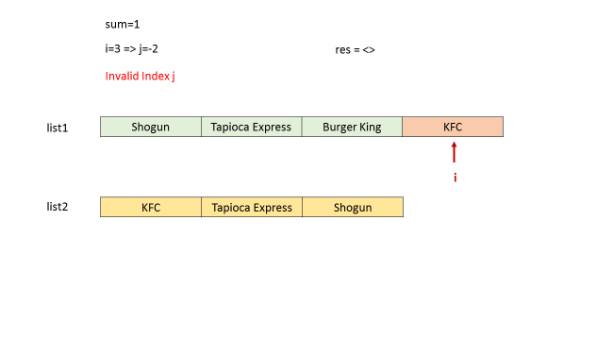 sum=1
i=3 => j=-2
res = <>
Invalid Index j
list1
Shogun
Tapioca Express
Burger King
KFC
i
list2
KFC
Tapioca Express
Shogun